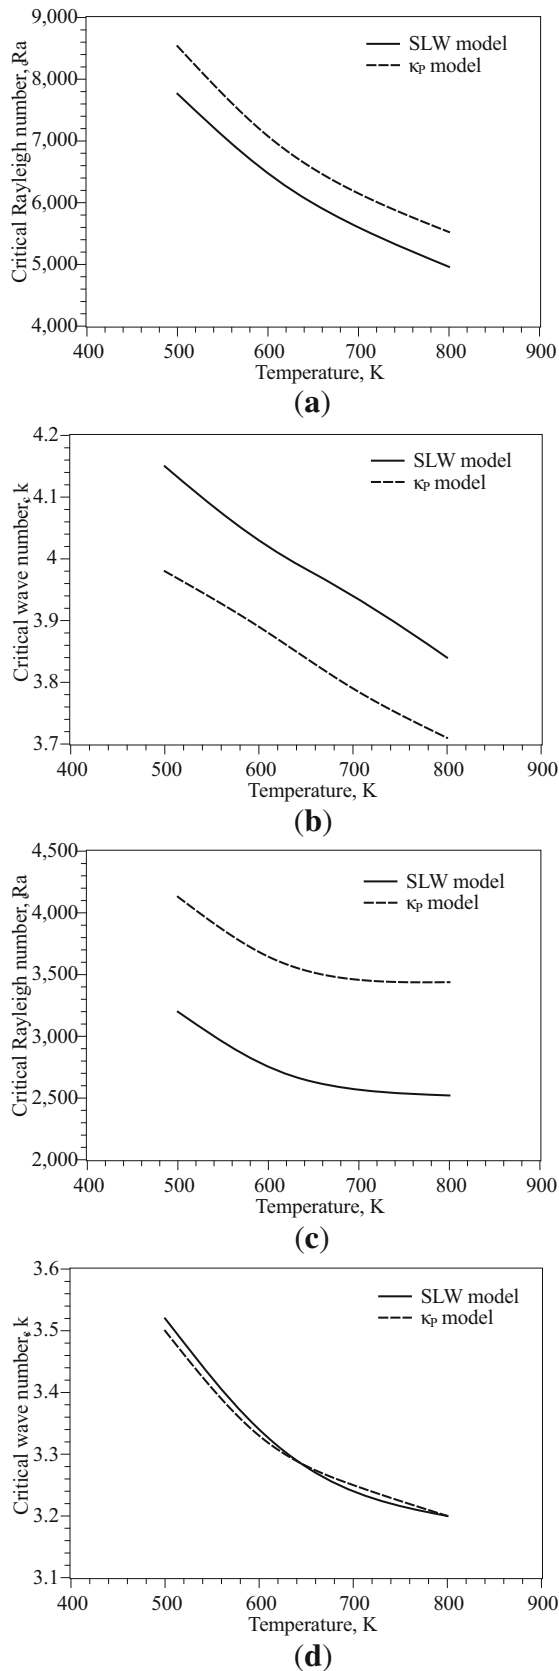 9,000
8,000
7,000
6,000
5,000
4,000
Critical Rayleigh number, Ra
SLW model
κP model
400 500 600 700 800 900
Temperature, K
(a)
4.2
4.1
4
3.9
3.8
3.7
Critical wave number, k
SLW model
κP model
400 500 600 700 800 900
Temperature, K
(b)
4,500
4,000
3,500
3,000
2,500
2,000
Critical Rayleigh number, Ra
SLW model
κP model
400 500 600 700 800 900
Temperature, K
(c)
3.6
3.5
3.4
3.3
3.2
3.1
Critical wave number, k
SLW model
κP model
400 500 600 700 800 900
Temperature, K
(d)